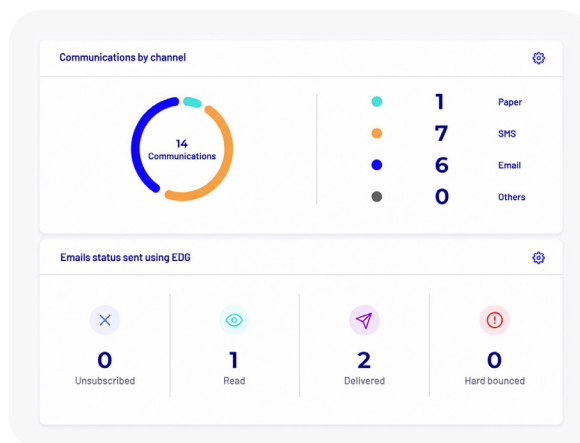 Communications by channel
14
Communications
1 Paper
7 SMS
6 Email
0 Others
Emails status sent using EDG
0 1 2 0
Unsubscribed Read Delivered Hard bounced